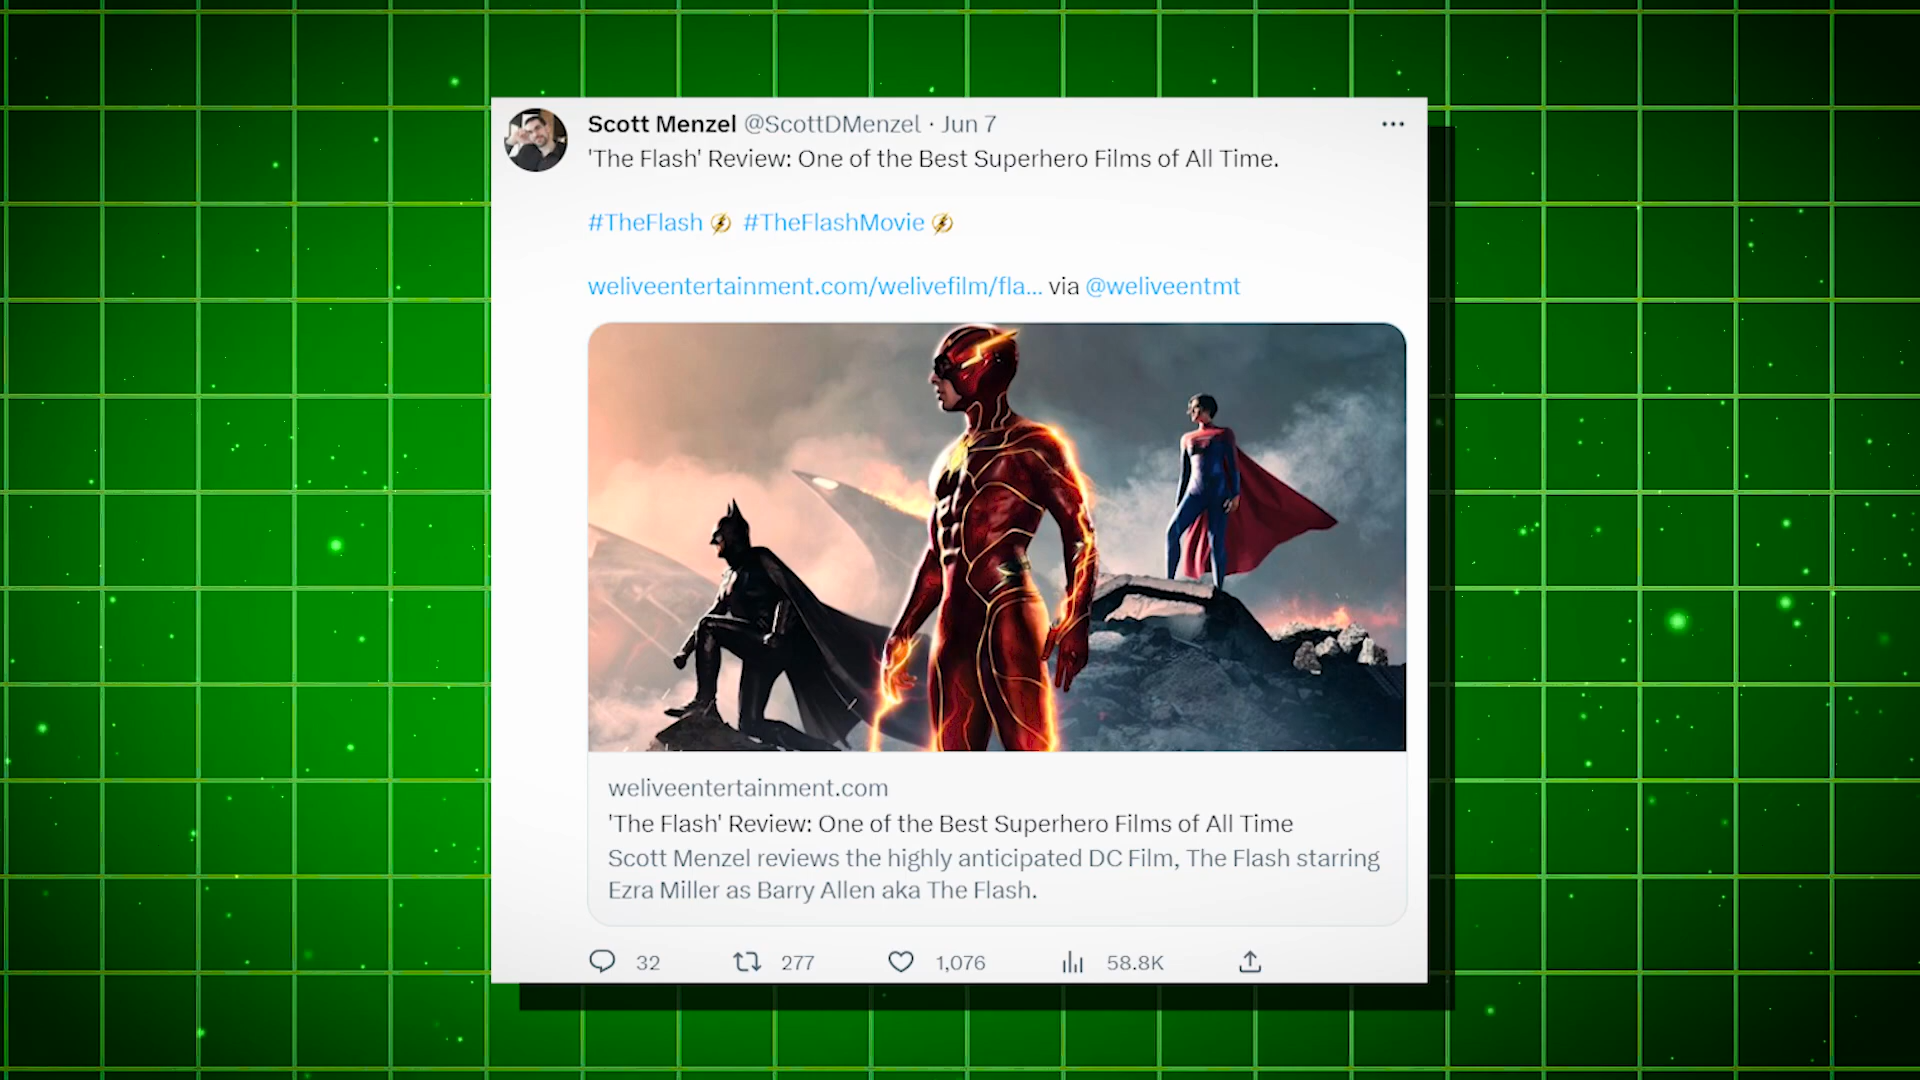 Scott Menzel @ScottDMenzel · Jun 7
'The Flash' Review: One of the Best Superhero Films of All Time.
#TheFlash #TheFlashMovie
weliveentertainment.com/welivefilm/fla... via @weliveentmt
weliveentertainment.com
'The Flash' Review: One of the Best Superhero Films of All Time
Scott Menzel reviews the highly anticipated DC Film, The Flash starring
Ezra Miller as Barry Allen aka The Flash.
32 277 1,076 58.8K